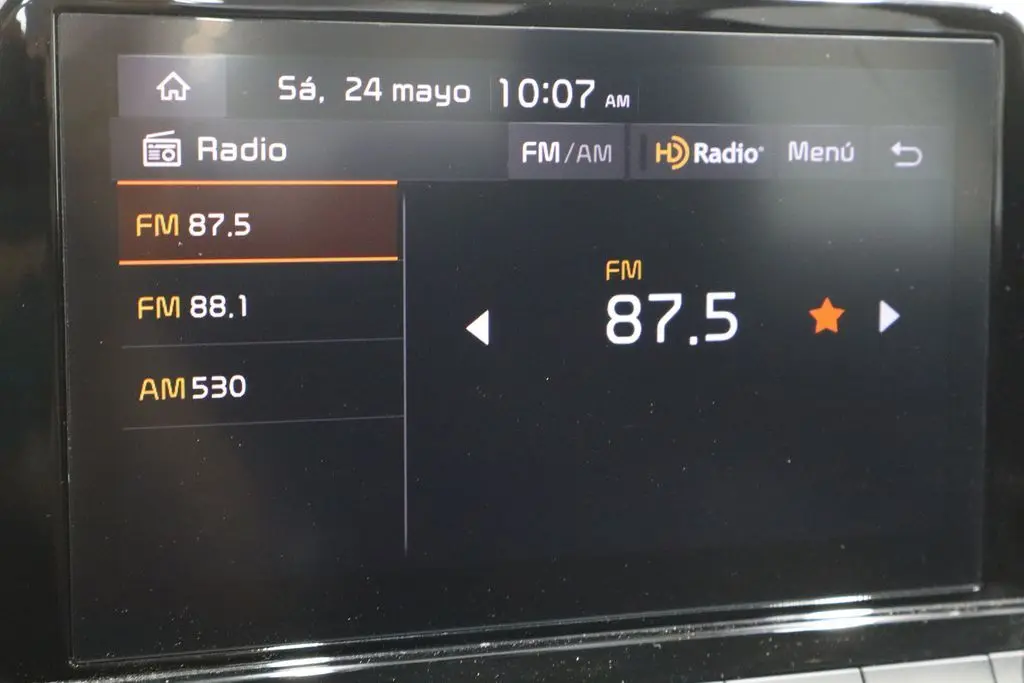 Sá, 24 mayo 10:07 AM
Radio FM/AM HD Radio® Menú
FM 87.5
FM 88.1
AM 530
FM
87.5